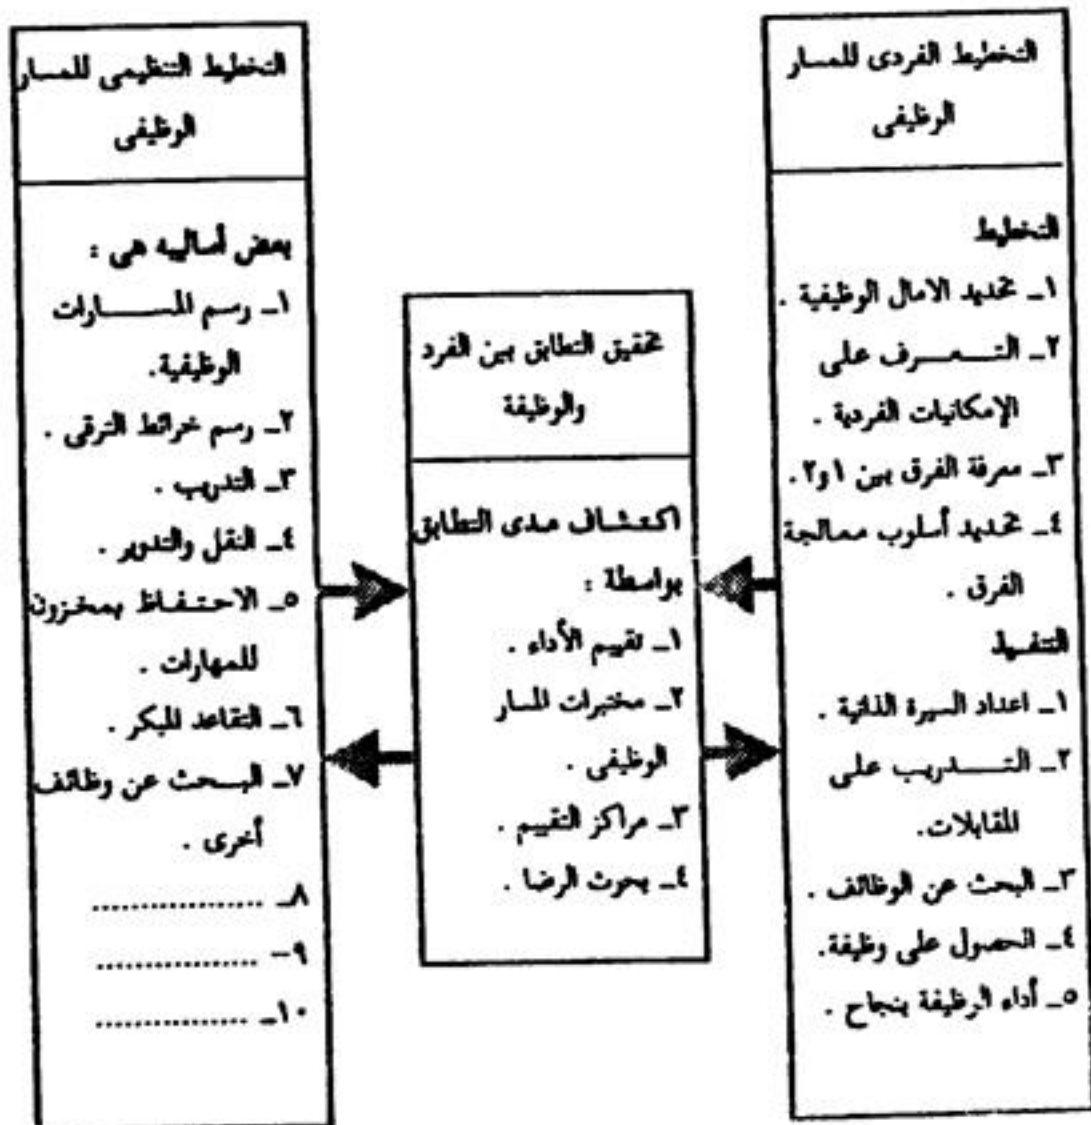 التخطيط الفردى للمسار
الوظيفى
التخطيط
١ـ تحديد الامال الوظيفية .
٢ـ التعرف على
الإمكانيات الفردية .
٣ـ معرفة الفرق بين ١و٢.
٤ـ تحديد أسلوب معالجة
الفرق .
التنفيذ
١ـ اعداد السيرة الذاتية .
٢ـ التدريب على
المقابلات.
٣ـ البحث عن الوظائف .
٤ـ الحصول على وظيفة.
٥ـ أداء الوظيفة بنجاح .
تحقيق التطابق بين الفرد
والوظيفة
اكتشاف مدى التطابق
بواسطة :
١ـ تقييم الأداء .
٢ـ مختبرات المسار
الوظيفى .
٣ـ مراكز التقييم .
٤ـ بحوث الرضا .
التخطيط التنظيمى للمسار
الوظيفى
بعض أساليبه هى :
١ـ رسم المسارات
الوظيفية.
٢ـ رسم خرائط الترقى .
٣ـ التدريب .
٤ـ النقل والتدوير .
٥ـ الاحتفاظ بمخزون
للمهارات .
٦ـ التقاعد المبكر .
٧ـ البحث عن وظائف
أخرى .
٨ـ .................
٩- ................
١٠ـ ...............